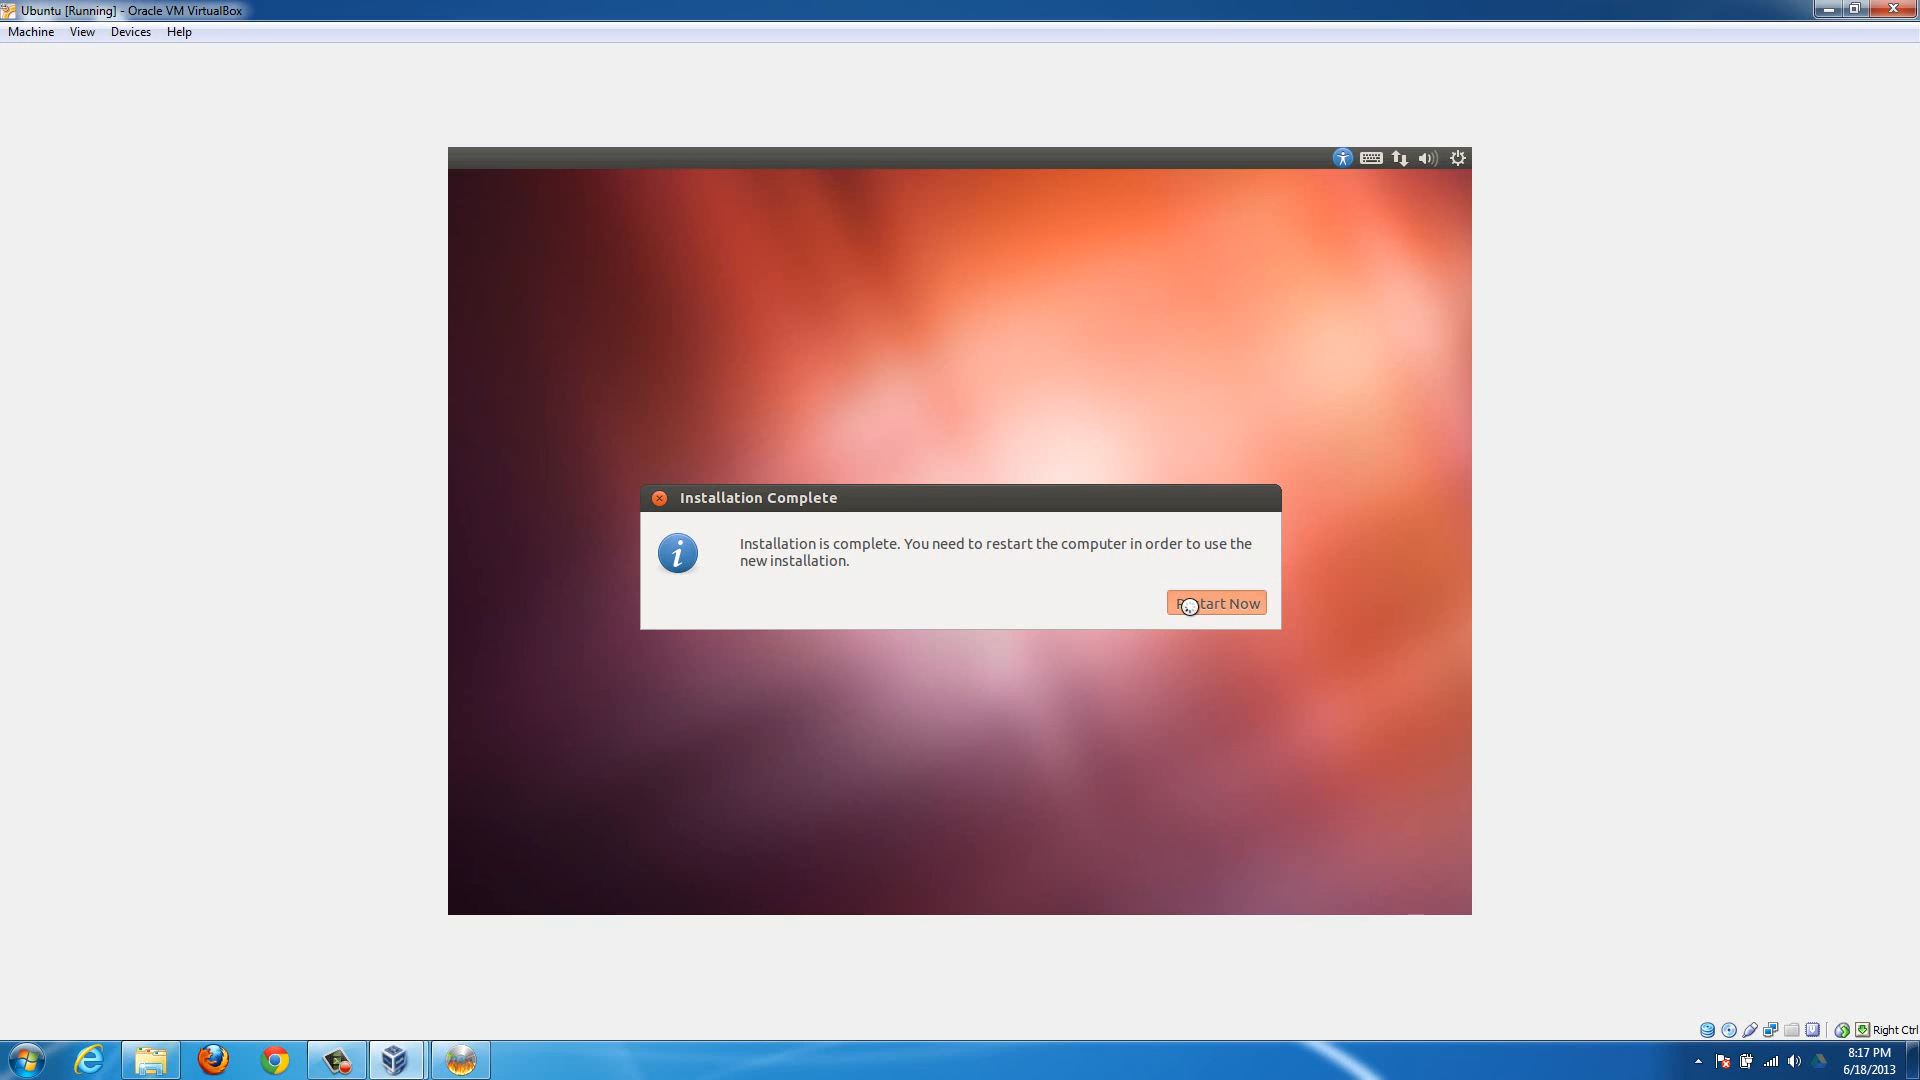 Ubuntu [Running] - Oracle VM VirtualBox
Machine View Devices Help
Installation Complete
Installation is complete. You need to restart the computer in order to use the
new installation.
Restart Now
Right Ctrl
8:17 PM
6/18/2013